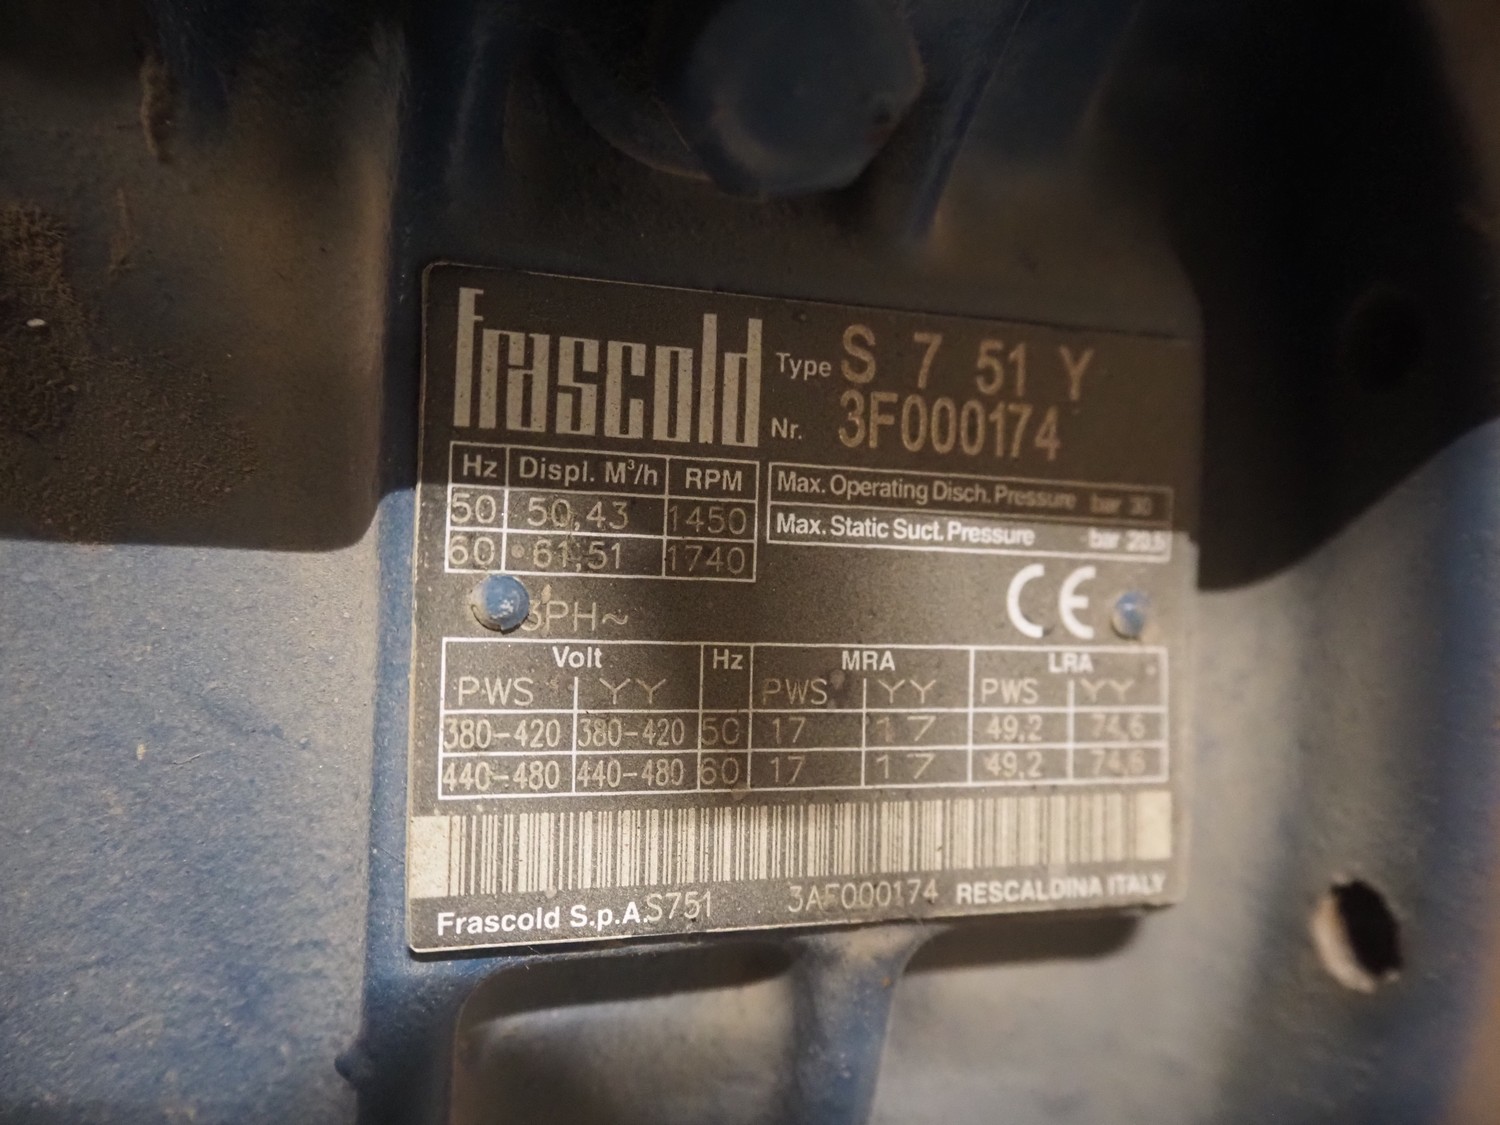 frascold
Type S 7 51 Y
Nr. 3F000174
Hz Displ. M³/h RPM
50 50,43 1450
60 61,51 1740
Max. Operating Disch. Pressure bar 30
Max. Static Suct. Pressure bar 20.5
3PH~
CE
Volt Hz MRA LRA
PWS YY PWS YY PWS YY
380-420 380-420 50 17 17 49,2 74,6
440-480 440-480 60 17 17 49,2 74,6
Frascold S.p.A. S751 3AF000174 RESCALDINA ITALY